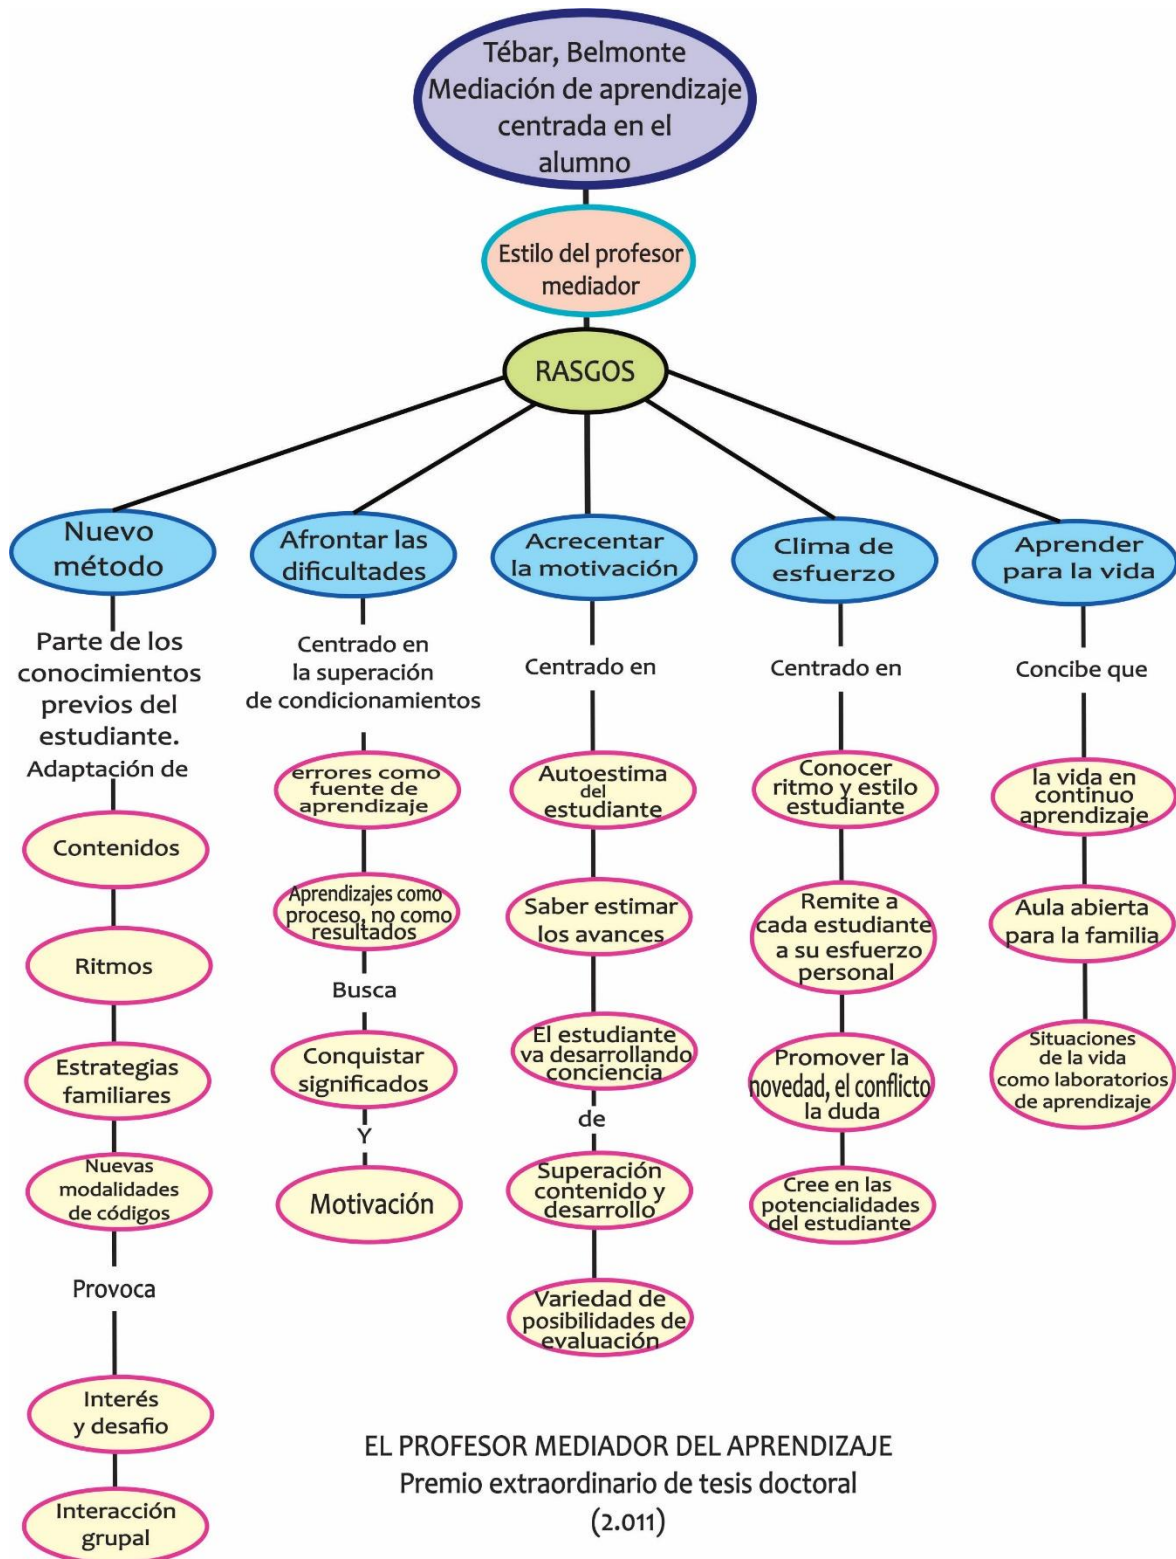 Tébar, Belmonte
Mediación de aprendizaje
centrada en el
alumno
Estilo del profesor
mediador
RASGOS
Nuevo
método
Parte de los
conocimientos
previos del
estudiante.
Adaptación de
Contenidos
Ritmos
Estrategias
familiares
Nuevas
modalidades
de códigos
Provoca
Interés
y desafio
Interacción
grupal
Afrontar las
dificultades
Centrado en
la superación
de condicionamientos
errores como
fuente de
aprendizaje
Aprendizajes como
proceso, no como
resultados
Busca
Conquistar
significados
Y
Motivación
Acrecentar
la motivación
Centrado en
Autoestima
del
estudiante
Saber estimar
los avances
El estudiante
va desarrollando
conciencia
de
Superación
contenido y
desarrollo
Variedad de
posibilidades de
evaluación
Clima de
esfuerzo
Centrado en
Conocer
ritmo y estilo
estudiante
Remite a
cada estudiante
a su esfuerzo
personal
Promover la
novedad, el conflicto
la duda
Cree en las
potencialidades
del estudiante
Aprender
para la vida
Concibe que
la vida en
continuo
aprendizaje
Aula abierta
para la familia
Situaciones
de la vida
como laboratorios
de aprendizaje
EL PROFESOR MEDIADOR DEL APRENDIZAJE
Premio extraordinario de tesis doctoral
(2.011)